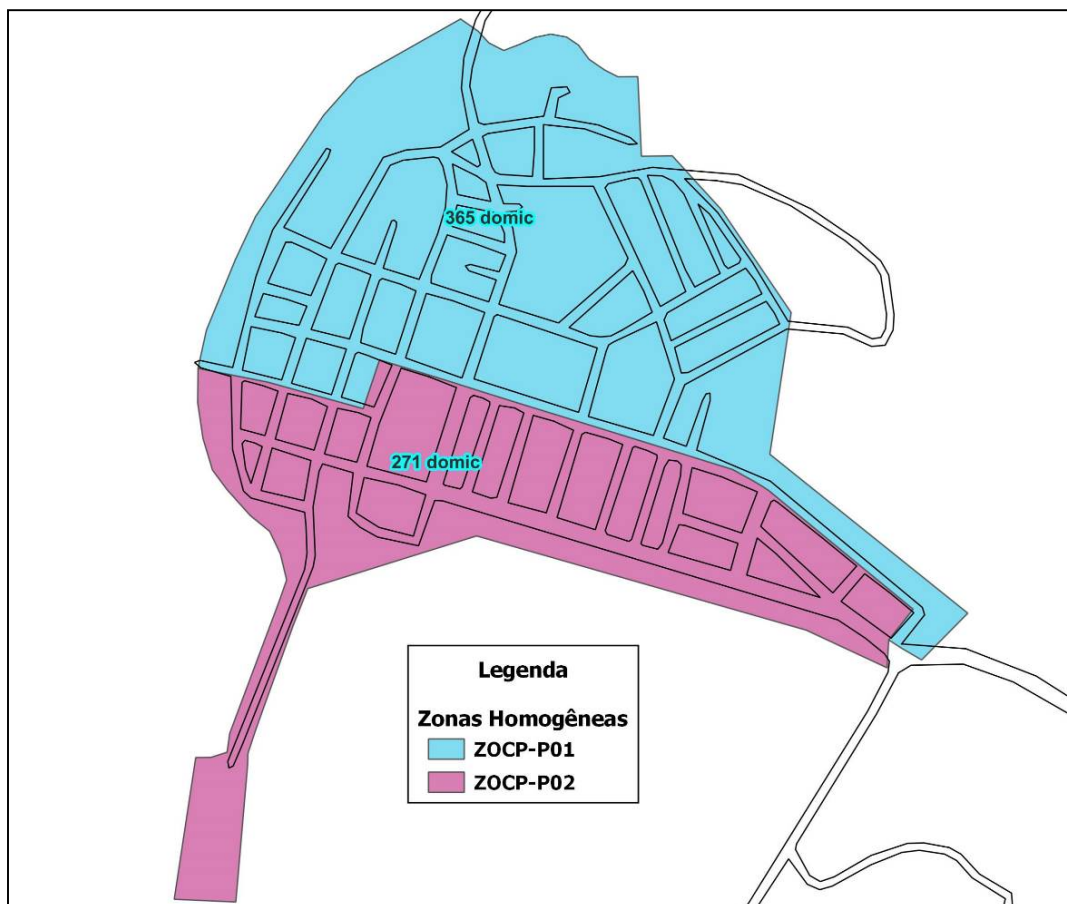 365 domic
271 domic
Legenda
Zonas Homogêneas
ZOCP-P01
ZOCP-P02